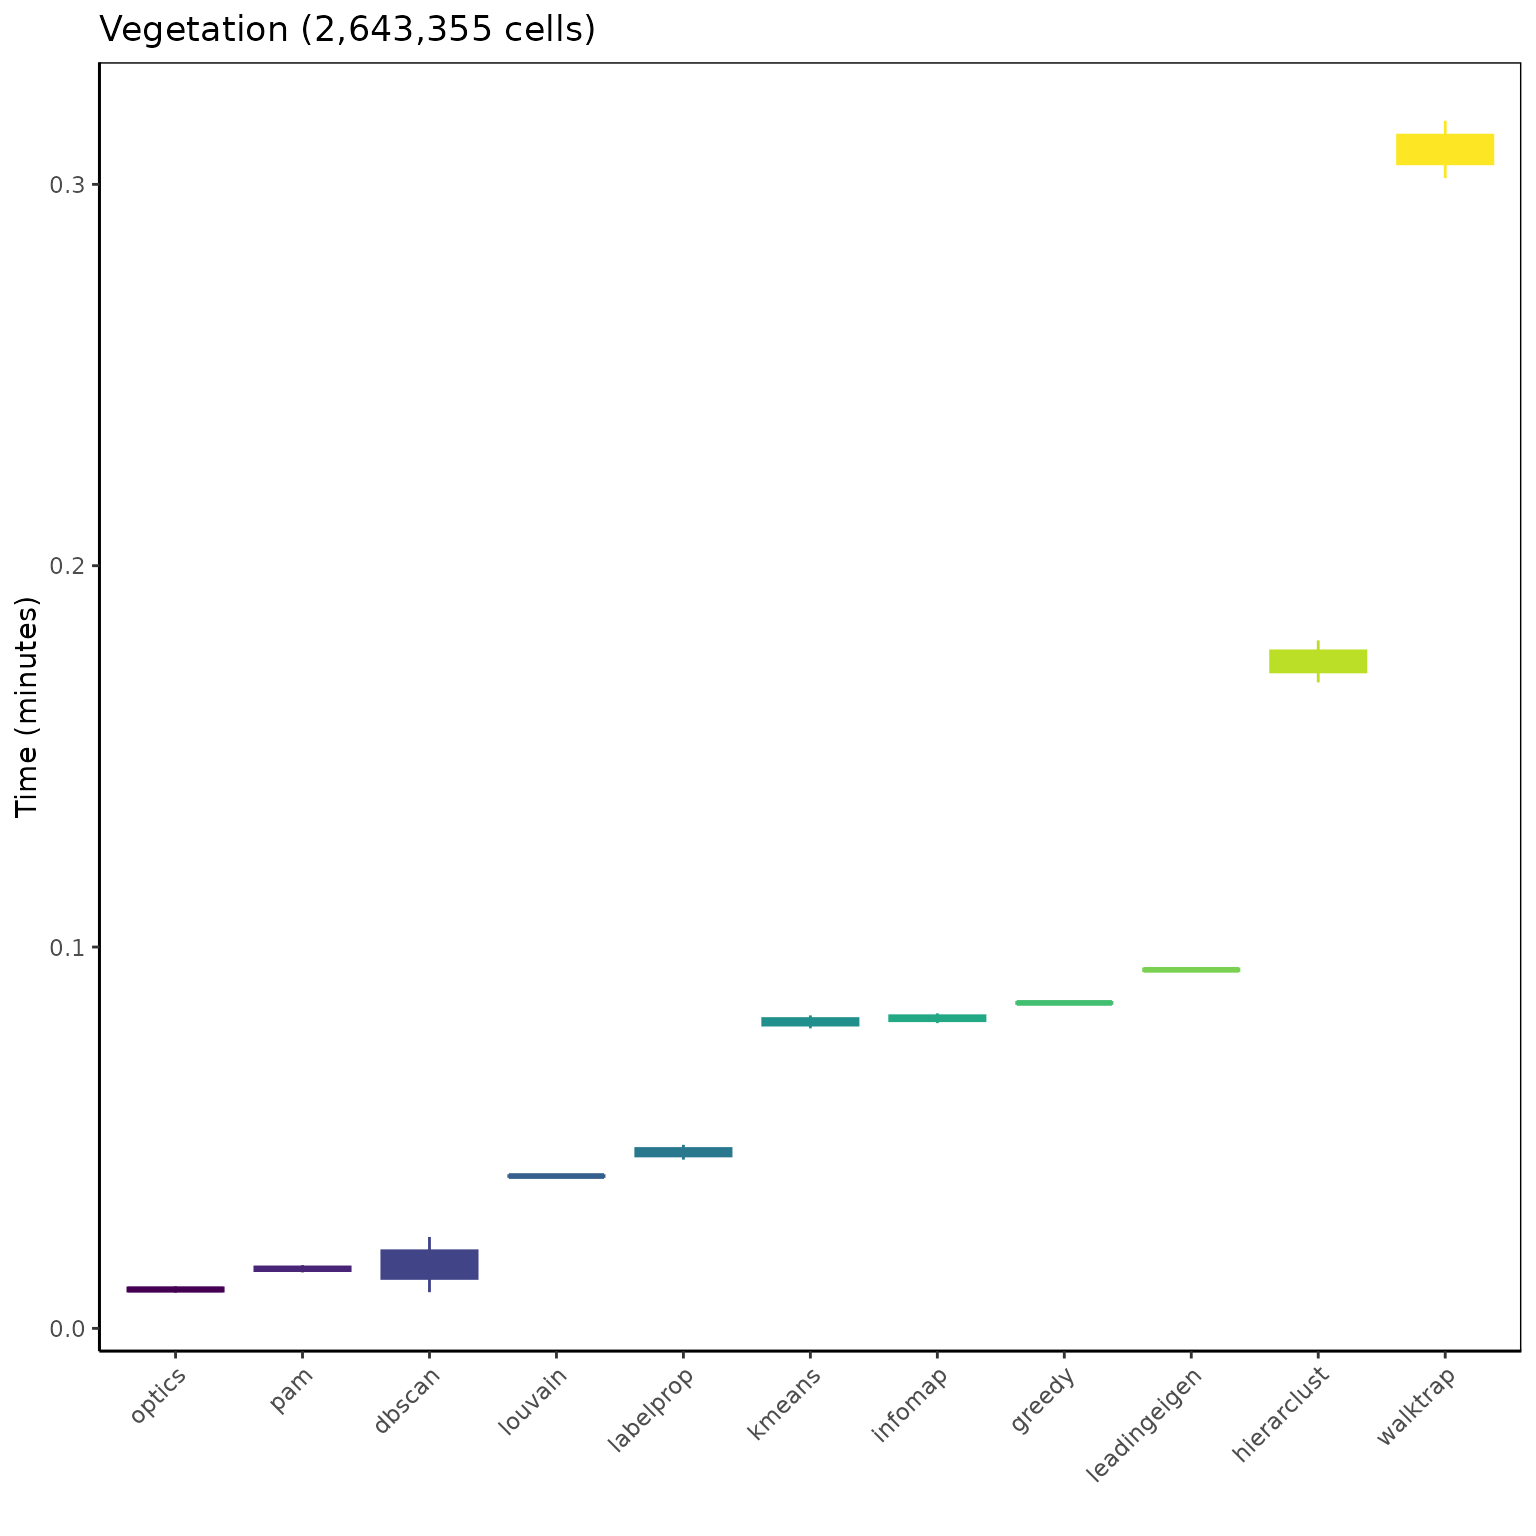 Vegetation (2,643,355 cells)
Time (minutes)
0.3
0.2
0.1
0.0
optics
pam
dbscan
louvain
labelprop
kmeans
infomap
greedy
leadingeigen
hierarclust
walktrap